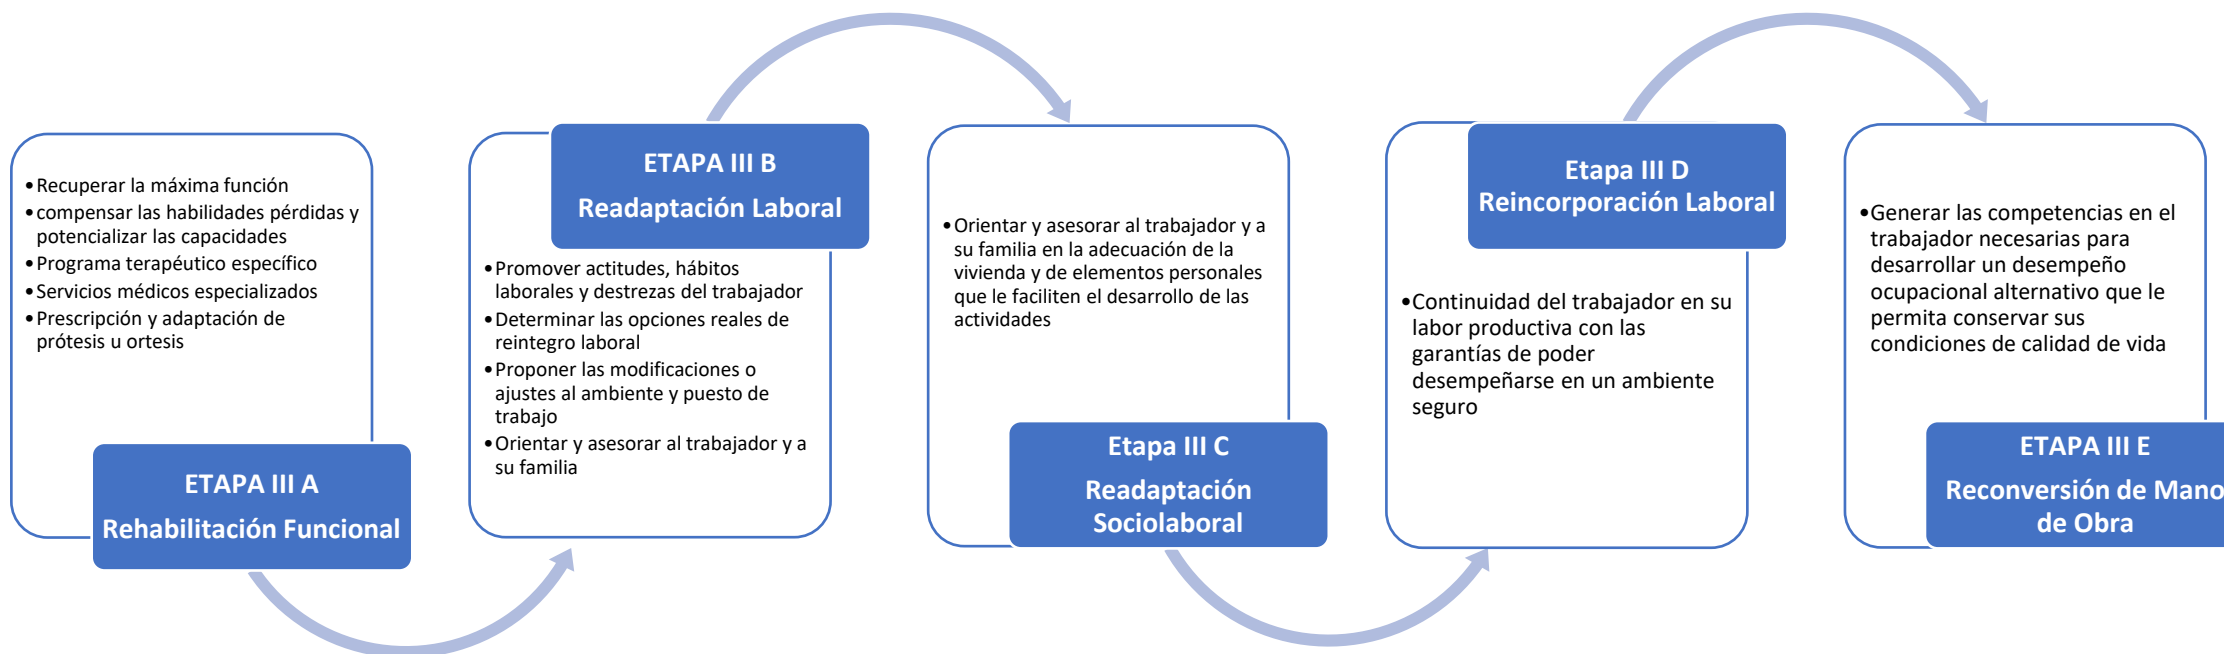 •Recuperar la máxima función
•compensar las habilidades pérdidas y
potencializar las capacidades
•Programa terapéutico específico
•Servicios médicos especializados
•Prescripción y adaptación de
prótesis u ortesis
ETAPA III A
Rehabilitación Funcional
ETAPA III B
Readaptación Laboral
•Promover actitudes, hábitos
laborales y destrezas del trabajador
•Determinar las opciones reales de
reintegro laboral
•Proponer las modificaciones o
ajustes al ambiente y puesto de
trabajo
•Orientar y asesorar al trabajador y a
su familia
•Orientar y asesorar al trabajador y a
su familia en la adecuación de la
vivienda y de elementos personales
que le faciliten el desarrollo de las
actividades
Etapa III C
Readaptación
Sociolaboral
Etapa III D
Reincorporación Laboral
•Continuidad del trabajador en su
labor productiva con las
garantías de poder
desempeñarse en un ambiente
seguro
•Generar las competencias en el
trabajador necesarias para
desarrollar un desempeño
ocupacional alternativo que le
permita conservar sus
condiciones de calidad de vida
ETAPA III E
Reconversión de Mano
de Obra